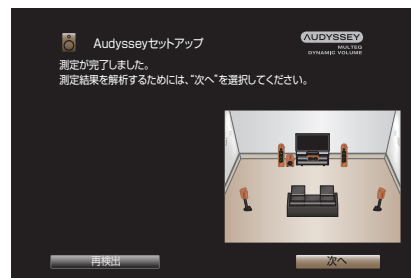 Audysseyセットアップ
AUDYSSEY
MULTEQ
DYNAMIC VOLUME
測定が完了しました。
測定結果を解析するためには、“次へ”を選択してください。
再検出
次へ